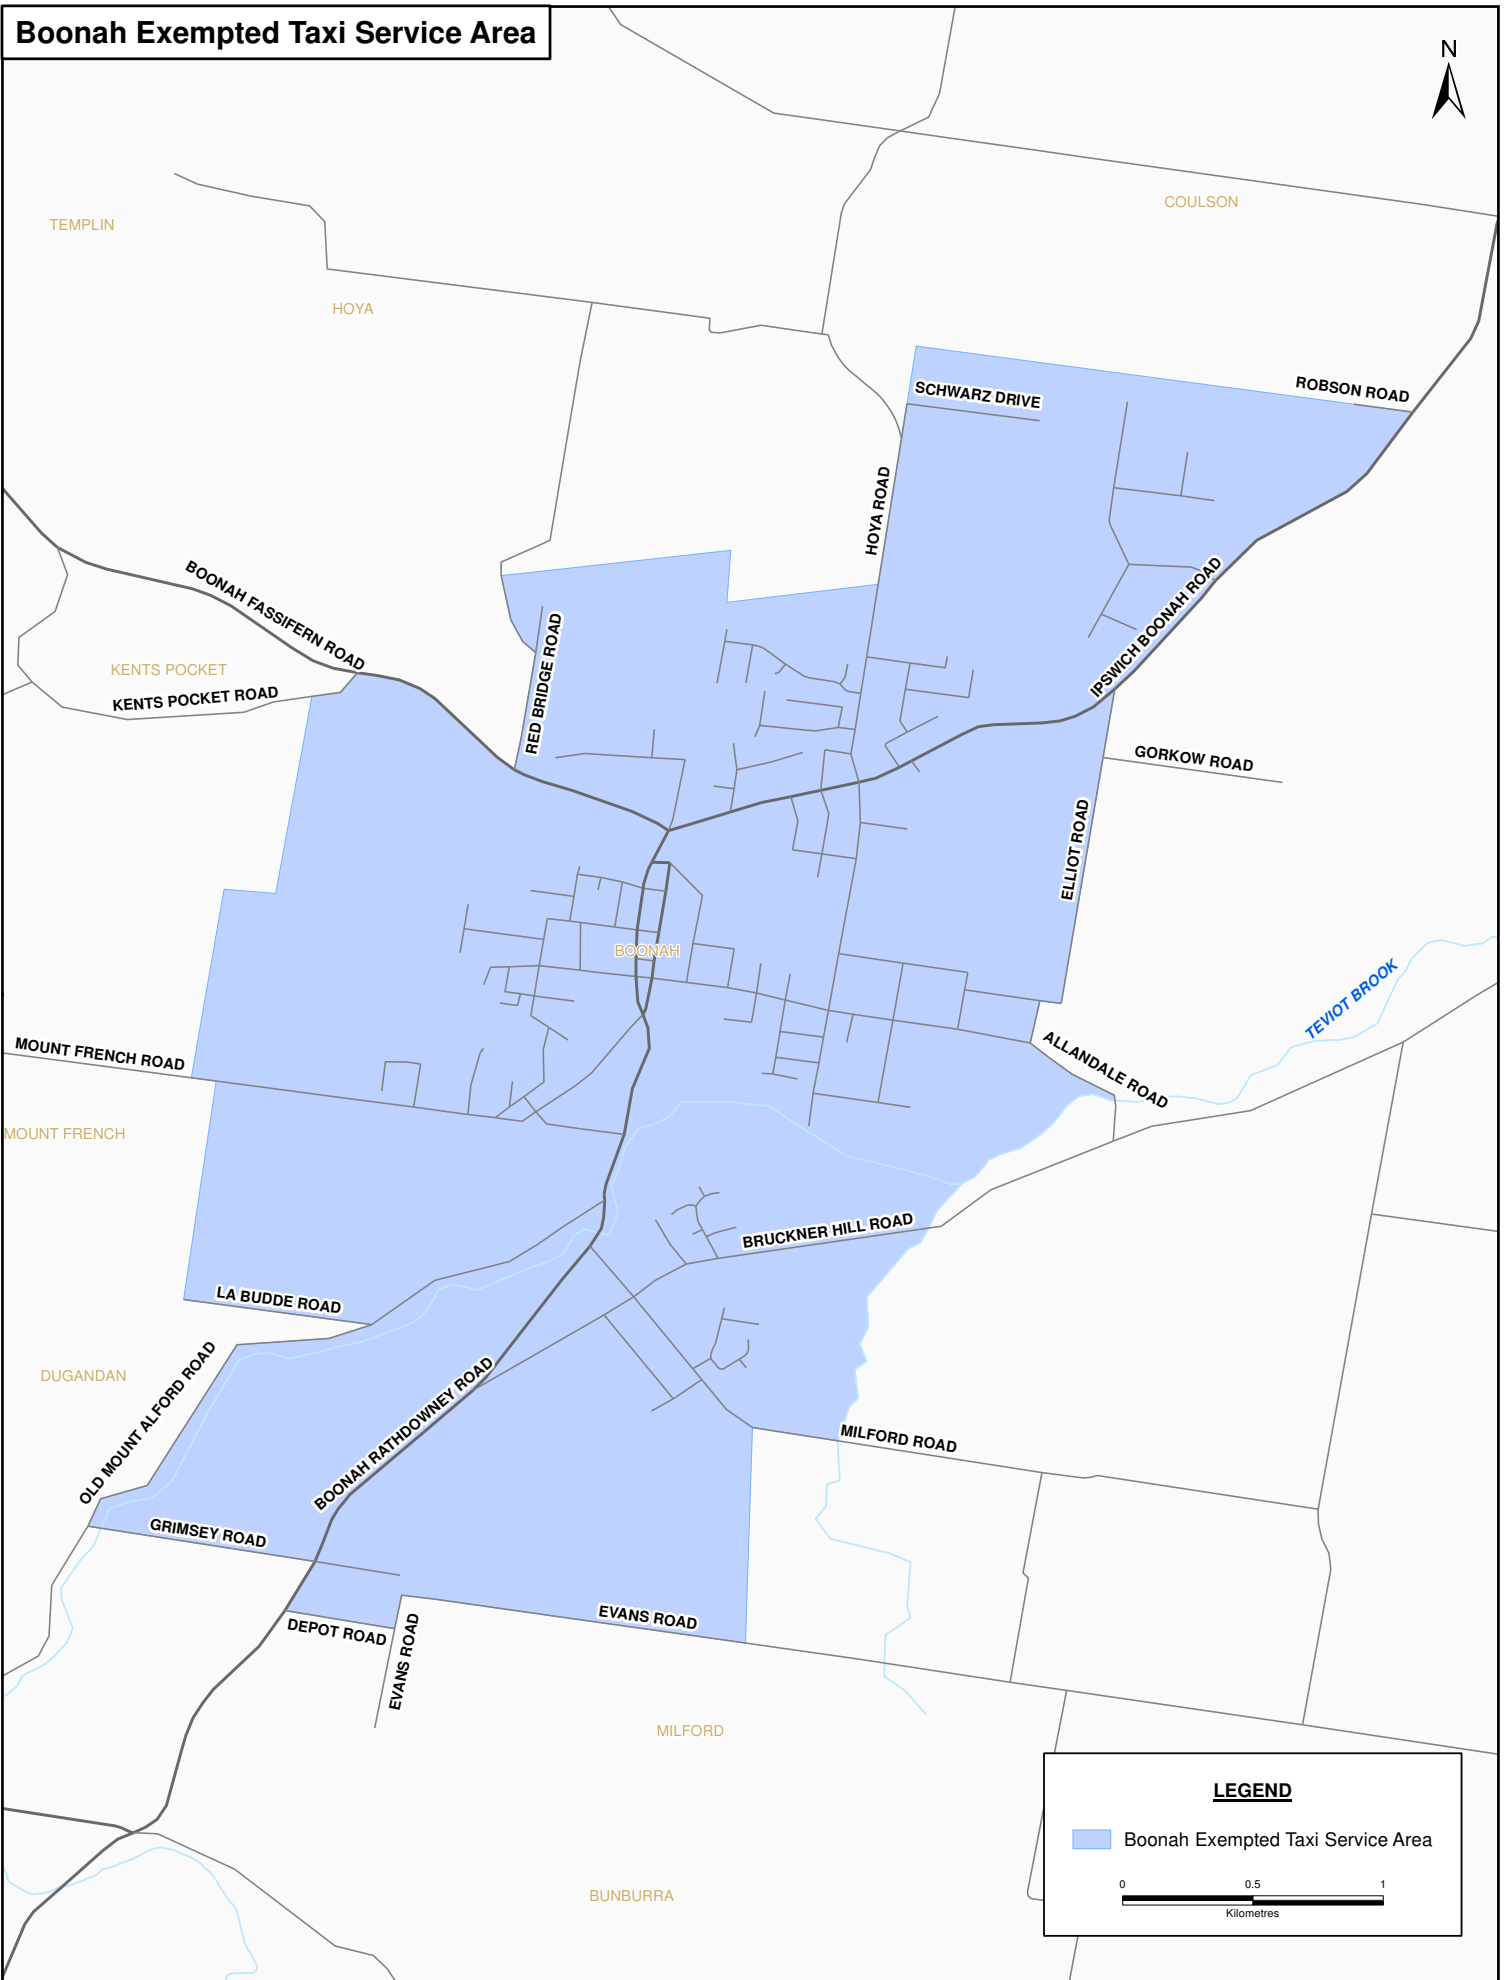 Boonah Exempted Taxi Service Area
N
COULSON
TEMPLIN
HOYA
ROBSON ROAD
SCHWARZ DRIVE
HOYA ROAD
BOONAH FASSIFERN ROAD
IPSWICH BOONAH ROAD
RED BRIDGE ROAD
KENTS POCKET
KENTS POCKET ROAD
GORKOW ROAD
ELLIOT ROAD
BOONAH
TEVIOT BROOK
MOUNT FRENCH ROAD
ALLANDALE ROAD
MOUNT FRENCH
BRUCKNER HILL ROAD
LA BUDDE ROAD
DUGANDAN
OLD MOUNT ALFORD ROAD
BOONAH RATHDOWNEY ROAD
MILFORD ROAD
GRIMSEY ROAD
EVANS ROAD
DEPOT ROAD
EVANS ROAD
MILFORD
LEGEND
Boonah Exempted Taxi Service Area
0 0.5 1
Kilometres
BUNBURRA